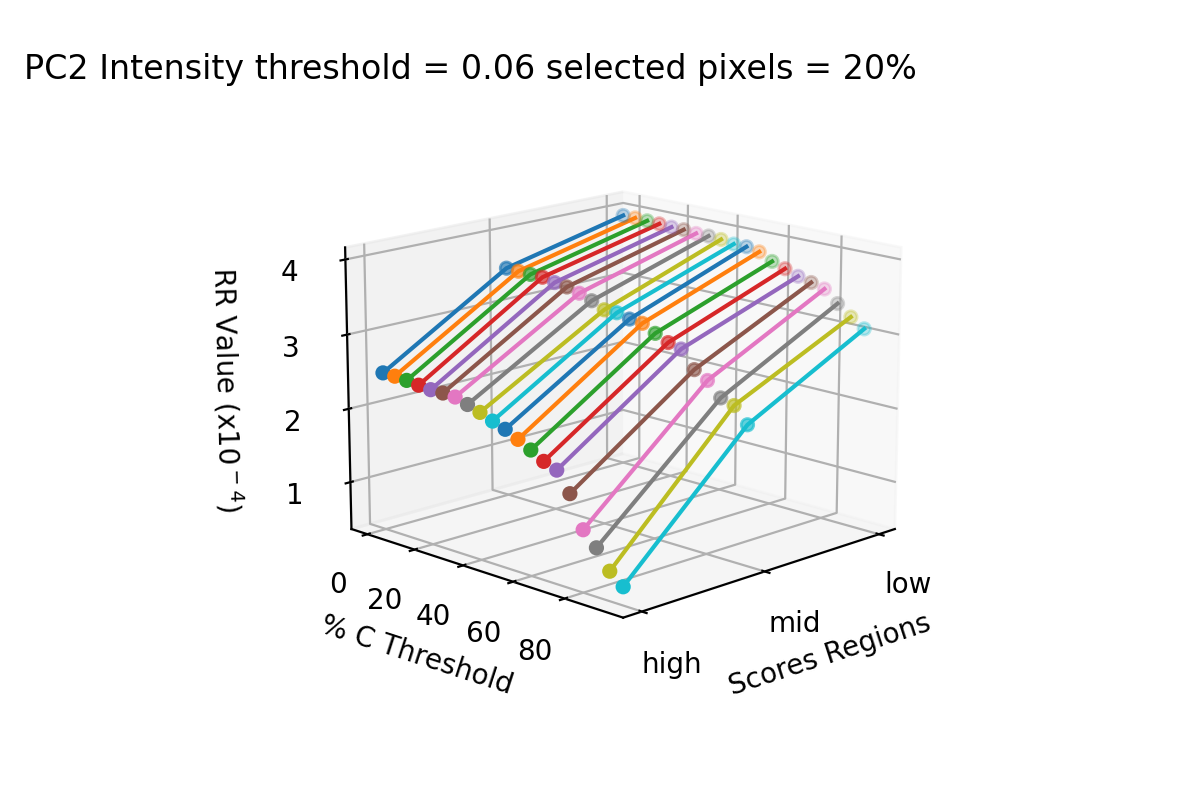 PC2 Intensity threshold = 0.06 selected pixels = 20%
RR Value (x10⁻⁴)
4
3
2
1
0
20
40
60
80
% C Threshold
high
mid
low
Scores Regions